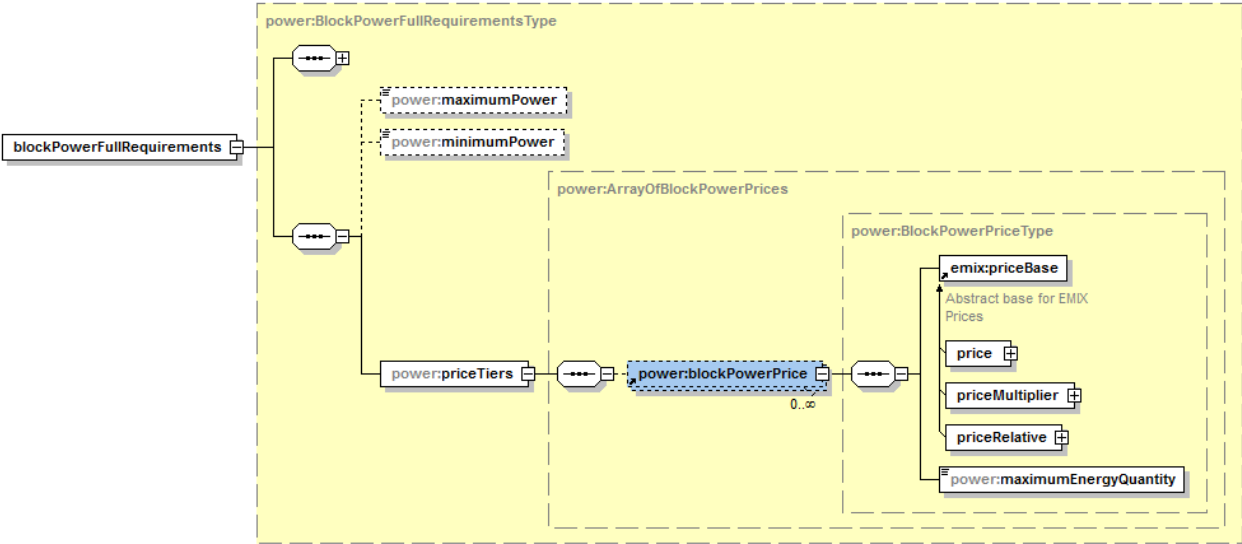 power:BlockPowerFullRequirementsType
power:maximumPower
power:minimumPower
blockPowerFullRequirements
power:ArrayOfBlockPowerPrices
power:BlockPowerPriceType
emix:priceBase
Abstract base for EMIX
Prices
price
power:priceTiers
power:blockPowerPrice
0..∞
priceMultiplier
priceRelative
power:maximumEnergyQuantity